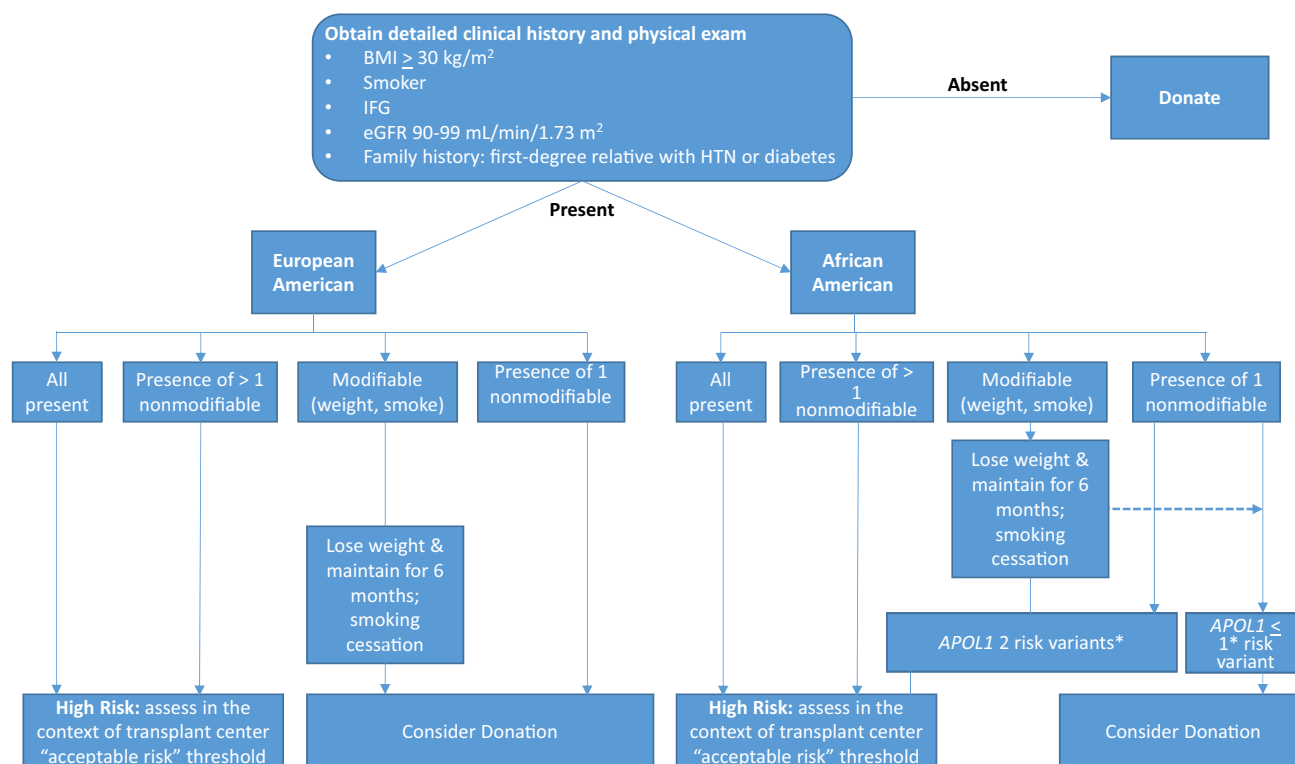 Obtain detailed clinical history and physical exam
• BMI ≥ 30 kg/m²
• Smoker
• IFG
• eGFR 90-99 mL/min/1.73 m²
• Family history: first-degree relative with HTN or diabetes
Absent
Donate
Present
European
American
African
American
All
present
Presence of > 1
nonmodifiable
Modifiable
(weight, smoke)
Presence of 1
nonmodifiable
All
present
Presence of >
1
nonmodifiable
Modifiable
(weight, smoke)
Presence of 1
nonmodifiable
Lose weight &
maintain for 6
months;
smoking
cessation
Lose weight &
maintain for 6
months;
smoking
cessation
APOL1 2 risk variants*
APOL1 ≤
1* risk
variant
High Risk: assess in the
context of transplant center
“acceptable risk” threshold
Consider Donation
High Risk: assess in the
context of transplant center
“acceptable risk” threshold
Consider Donation